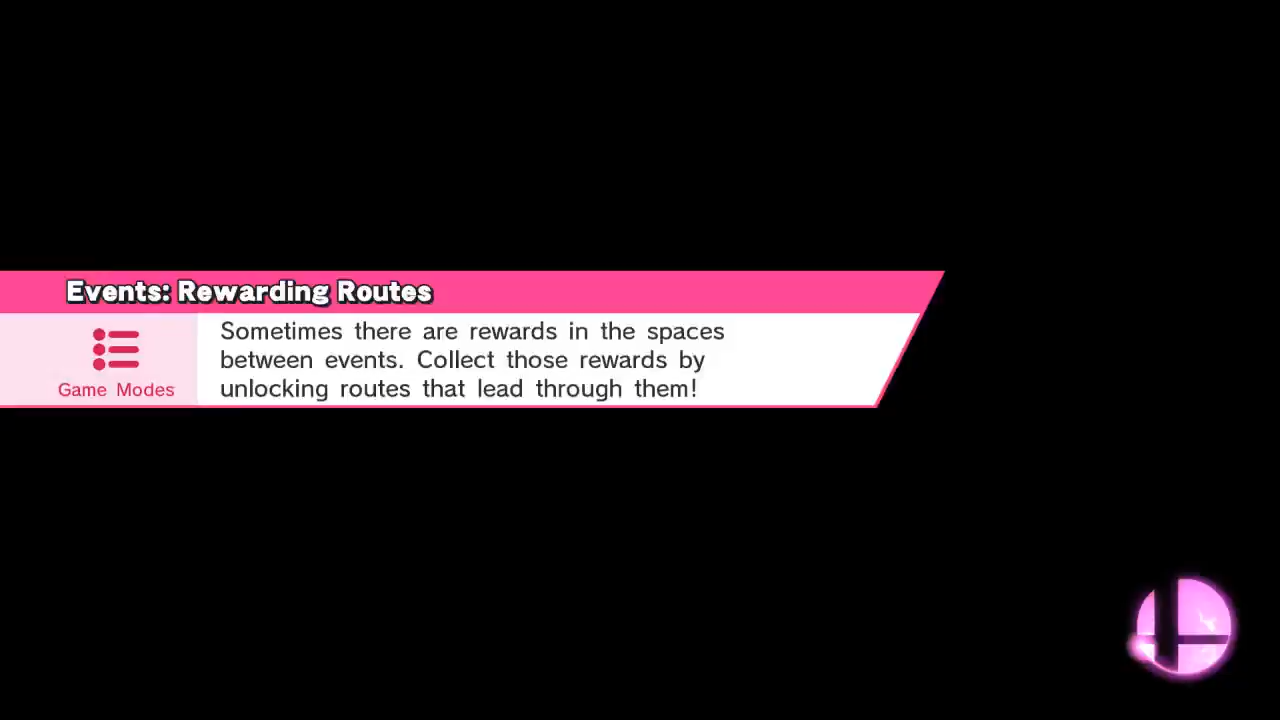 Events: Rewarding Routes
Sometimes there are rewards in the spaces
between events. Collect those rewards by
unlocking routes that lead through them!
Game Modes